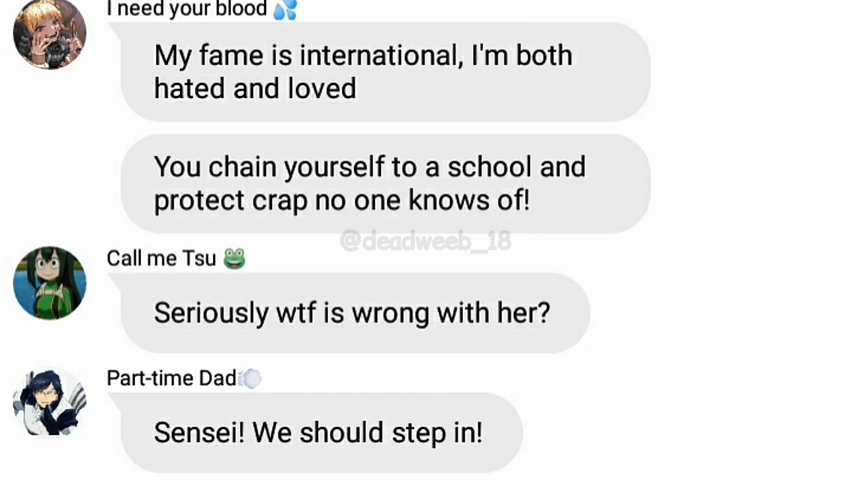 I need your blood 💦
My fame is international, I'm both
hated and loved
You chain yourself to a school and
protect crap no one knows of!
@deadweeb_18
Call me Tsu 🐸
Seriously wtf is wrong with her?
Part-time Dad💨
Sensei! We should step in!